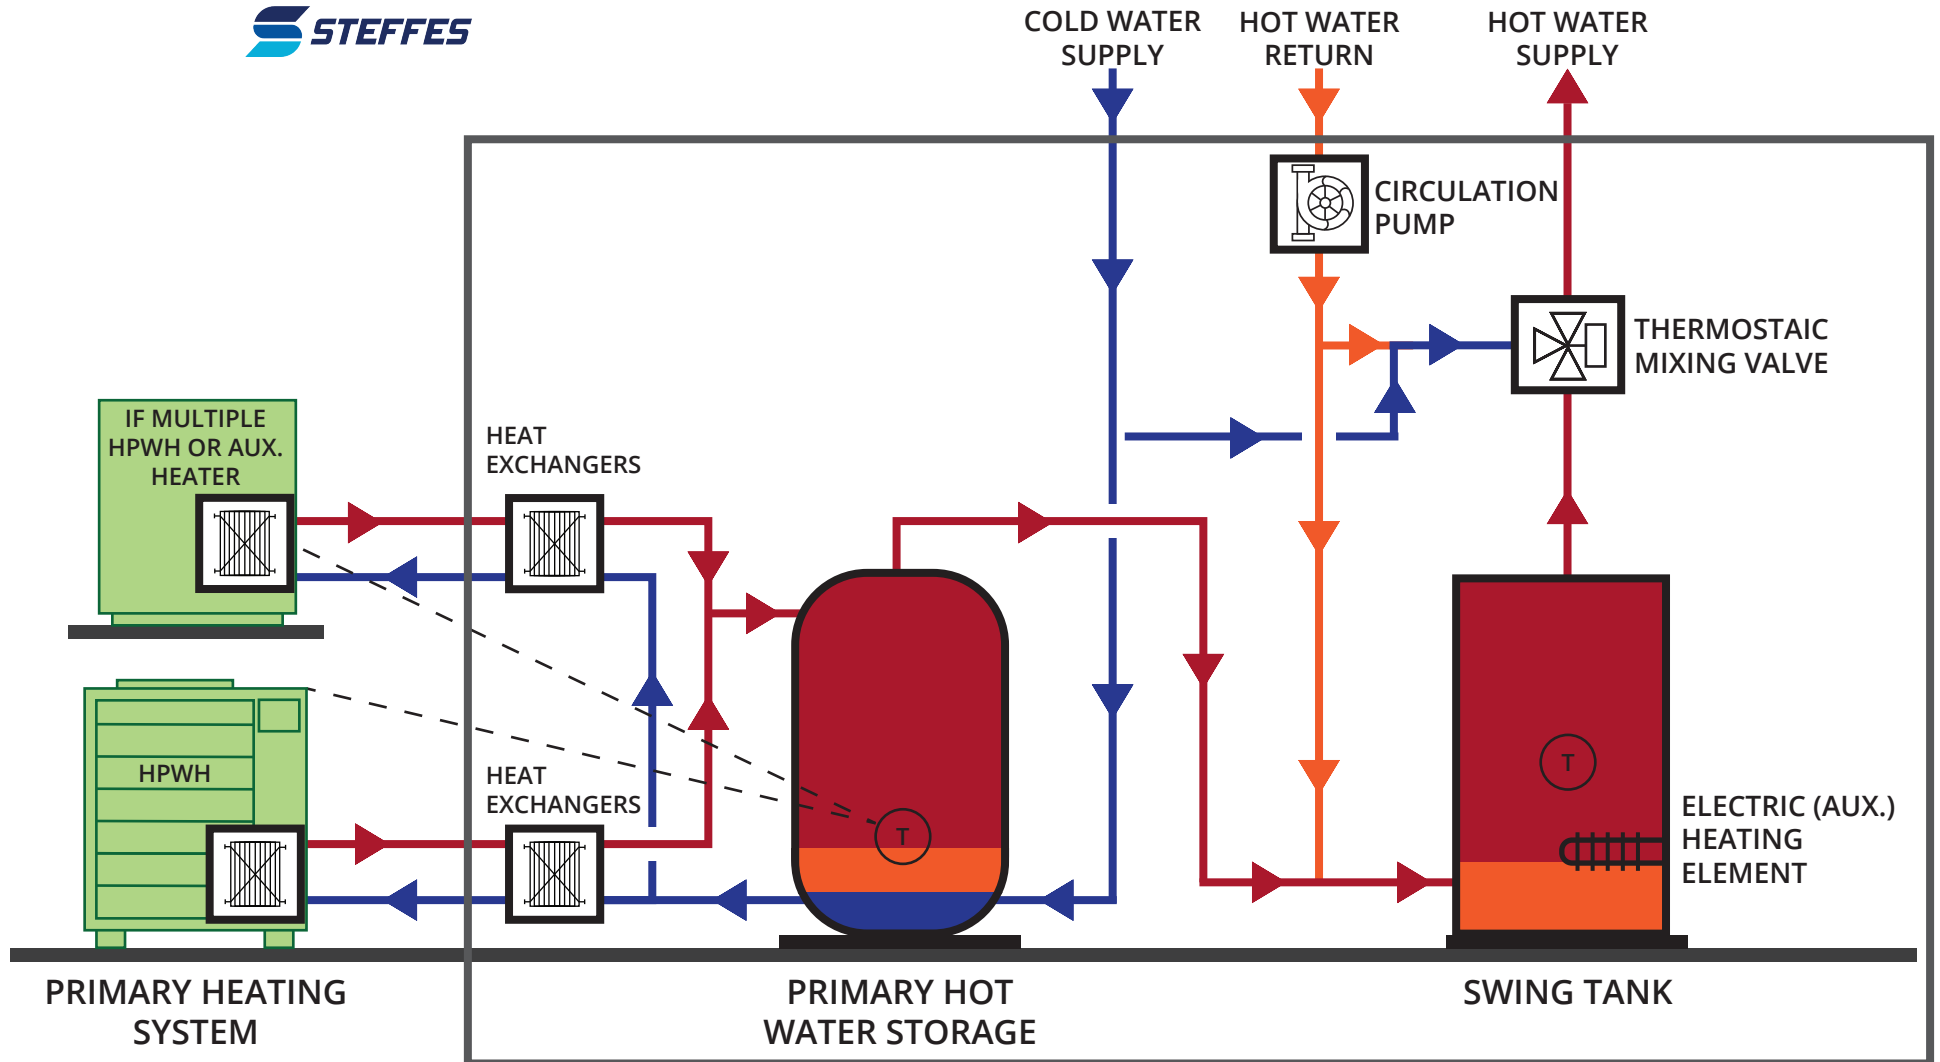 STEFFES
COLD WATER
SUPPLY
HOT WATER
RETURN
HOT WATER
SUPPLY
CIRCULATION
PUMP
THERMOSTAIC
MIXING VALVE
IF MULTIPLE
HPWH OR AUX.
HEATER
HEAT
EXCHANGERS
HPWH
HEAT
EXCHANGERS
T
T
ELECTRIC (AUX.)
HEATING
ELEMENT
PRIMARY HEATING
SYSTEM
PRIMARY HOT
WATER STORAGE
SWING TANK